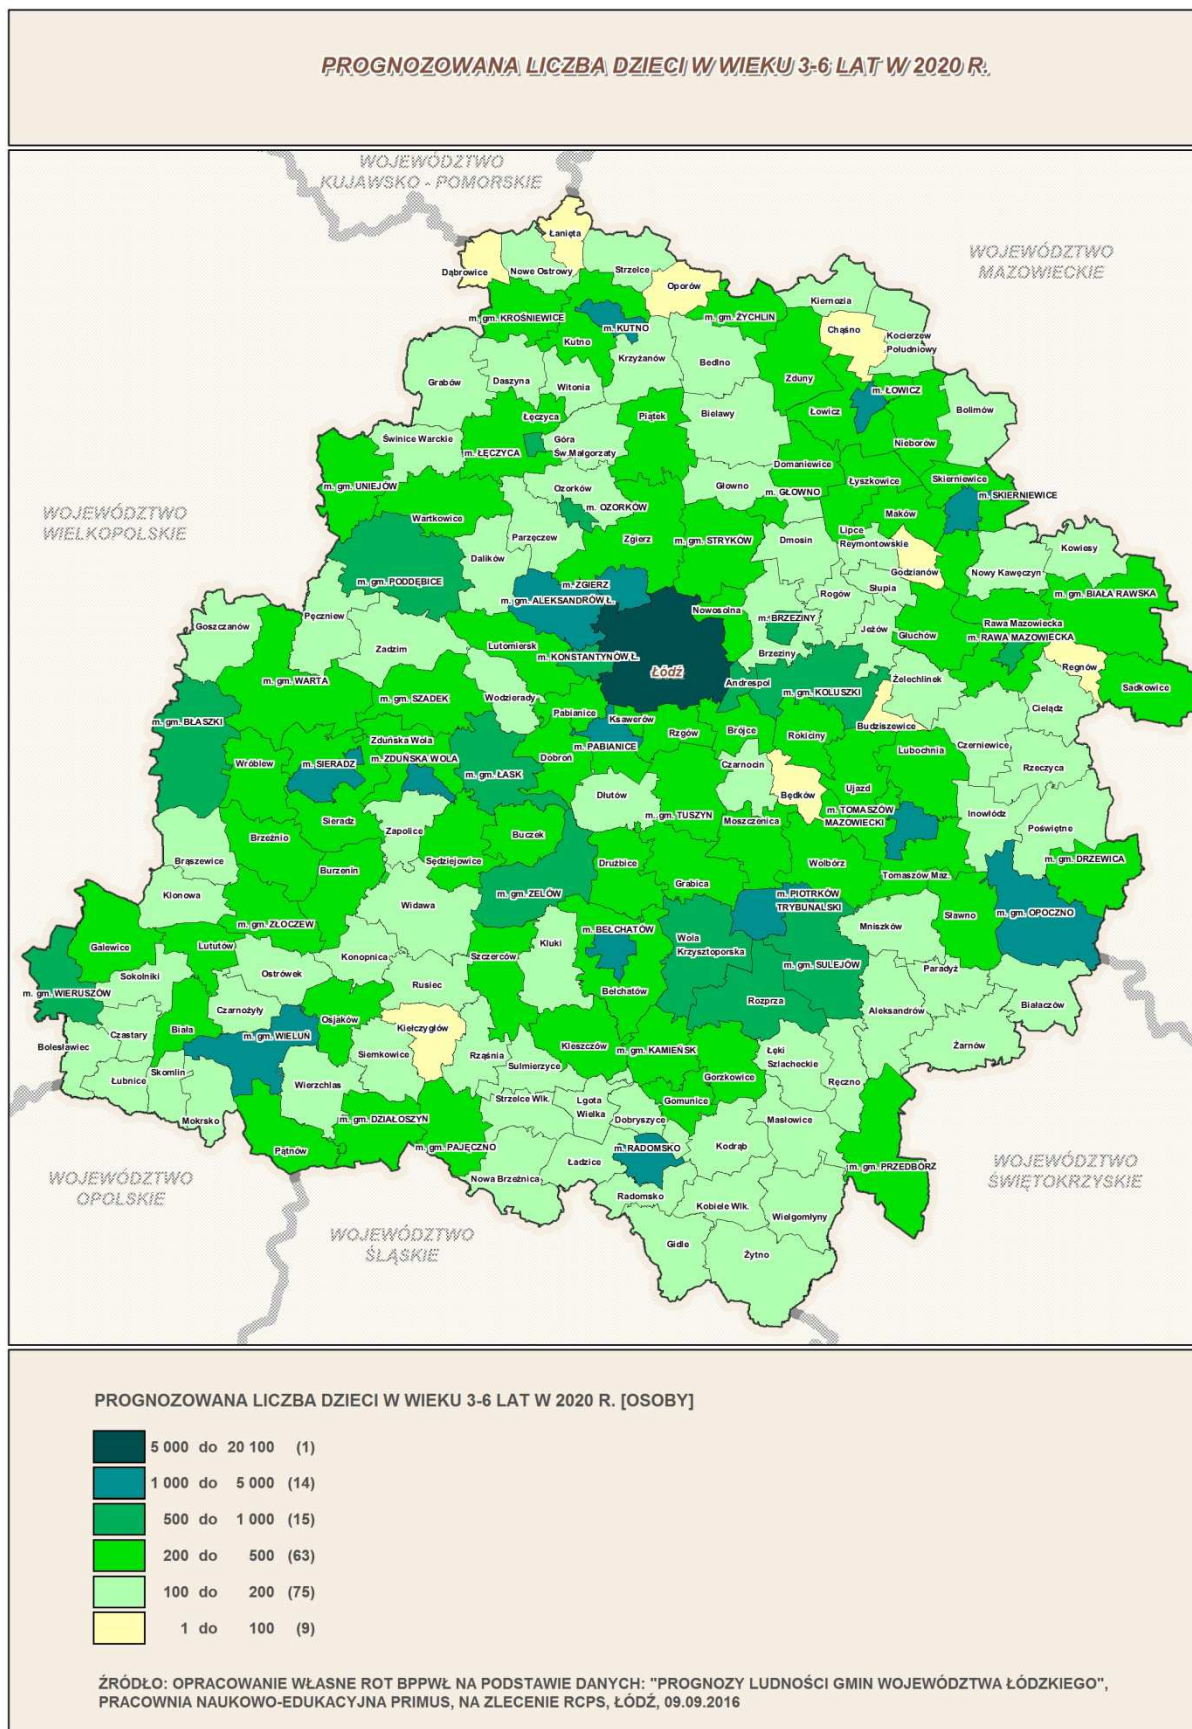 PROGNOZOWANA LICZBA DZIECI W WIEKU 3-6 LAT W 2020 R.
WOJEWÓDZTWO
KUJAWSKO - POMORSKIE
WOJEWÓDZTWO
MAZOWIECKIE
Łanięta
Dąbrowice
Nowe Ostrowy
Strzelce
Oporów
Kiernozia
m. gm. KROŚNIEWICE
m. KUTNO
m. gm. ŻYCHLIN
Chąśno
Kocierzew
Południowy
Kutno
Krzyżanów
Bedlno
Zduny
Grabów
Daszyna
Witonia
m. ŁOWICZ
Łęczyca
Piątek
Bielawy
Łowicz
Bolimów
Świnice Warckie
m. ŁĘCZYCA
Góra
Św.Małgorzaty
Nieborów
Domaniewice
m. gm. UNIEJÓW
Ozorków
Głowno
m. GŁOWNO
Łyszkowice
Skierniewice
m. SKIERNIEWICE
WOJEWÓDZTWO
WIELKOPOLSKIE
Wartkowice
m. OZORKÓW
Maków
Parzęczew
Zgierz
m. gm. STRYKÓW
Dmosin
Lipce
Reymontowskie
Kowiesy
Dalików
Godzianów
Nowy Kawęczyn
m. gm. PODDĘBICE
m. ZGIERZ
m. gm. ALEKSANDRÓW Ł.
Rogów
Słupia
m. gm. BIAŁA RAWSKA
Pęczniew
Nowosolna
m. BRZEZINY
Rawa Mazowiecka
Goszczanów
Jeżów
Głuchów
m. RAWA MAZOWIECKA
Zadzim
Lutomiersk
m. KONSTANTYNÓW Ł.
Brzeziny
Łódź
Regnów
m. gm. WARTA
Andrespol
m. gm. KOLUSZKI
Żelechlinek
Sadkowice
m. gm. SZADEK
Wodzierady
Cielądz
m. gm. BŁASZKI
Pabianice
Ksawerów
Budziszewice
Zduńska Wola
Rzgów
Brójce
Rokiciny
m. PABIANICE
Lubochnia
Czerniewice
Wróblew
m. SIERADZ
m. ZDUŃSKA WOLA
Dobroń
Czarnocin
Rzeczyca
m. gm. ŁASK
Dłutów
Będków
Ujazd
Sieradz
Zapolice
m. gm. TUSZYN
Moszczenica
m. TOMASZÓW
MAZOWIECKI
Inowłódz
Poświętne
Brzeźnio
Buczek
Brąszewice
Burzenin
Sędziejowice
Drużbice
Wolbórz
Tomaszów Maz.
m. gm. DRZEWICA
Klonowa
Grabica
m. gm. ZELÓW
m. PIOTRKÓW
TRYBUNALSKI
Widawa
Sławno
m. gm. OPOCZNO
m. gm. ZŁOCZEW
Mniszków
Galewice
Lututów
m. BEŁCHATÓW
Wola
Krzysztoporska
Kluki
Szczerców
Konopnica
m. gm. SULEJÓW
Paradyż
Sokolniki
Ostrówek
m. gm. WIERUSZÓW
Rusiec
Bełchatów
Rozprza
Białaczów
Czarnożyły
Osjaków
Aleksandrów
Czastary
Biała
m. gm. WIELUŃ
Kiełczygłów
Bolesławiec
Siemkowice
Kleszczów
m. gm. KAMIEŃSK
Łęki
Szlacheckie
Żarnów
Rząśnia
Sulmierzyce
Gorzkowice
Ręczno
Łubnice
Skomlin
Wierzchlas
Strzelce Wlk.
Lgota
Wielka
Gomunice
Mokrsko
m. gm. DZIAŁOSZYN
Dobryszyce
Masłowice
m. gm. PAJĘCZNO
Kodrąb
Pątnów
m. RADOMSKO
Ładzice
m. gm. PRZEDBÓRZ
Nowa Brzeźnica
Radomsko
Kobiele Wlk.
Wielgomłyny
WOJEWÓDZTWO
OPOLSKIE
WOJEWÓDZTWO
ŚWIĘTOKRZYSKIE
Gidle
Żytno
WOJEWÓDZTWO
ŚLĄSKIE
PROGNOZOWANA LICZBA DZIECI W WIEKU 3-6 LAT W 2020 R. [OSOBY]
5 000 do 20 100 (1)
1 000 do 5 000 (14)
500 do 1 000 (15)
200 do 500 (63)
100 do 200 (75)
1 do 100 (9)
ŹRÓDŁO: OPRACOWANIE WŁASNE ROT BPPWŁ NA PODSTAWIE DANYCH: "PROGNOZY LUDNOŚCI GMIN WOJEWÓDZTWA ŁÓDZKIEGO",
PRACOWNIA NAUKOWO-EDUKACYJNA PRIMUS, NA ZLECENIE RCPS, ŁÓDŹ, 09.09.2016